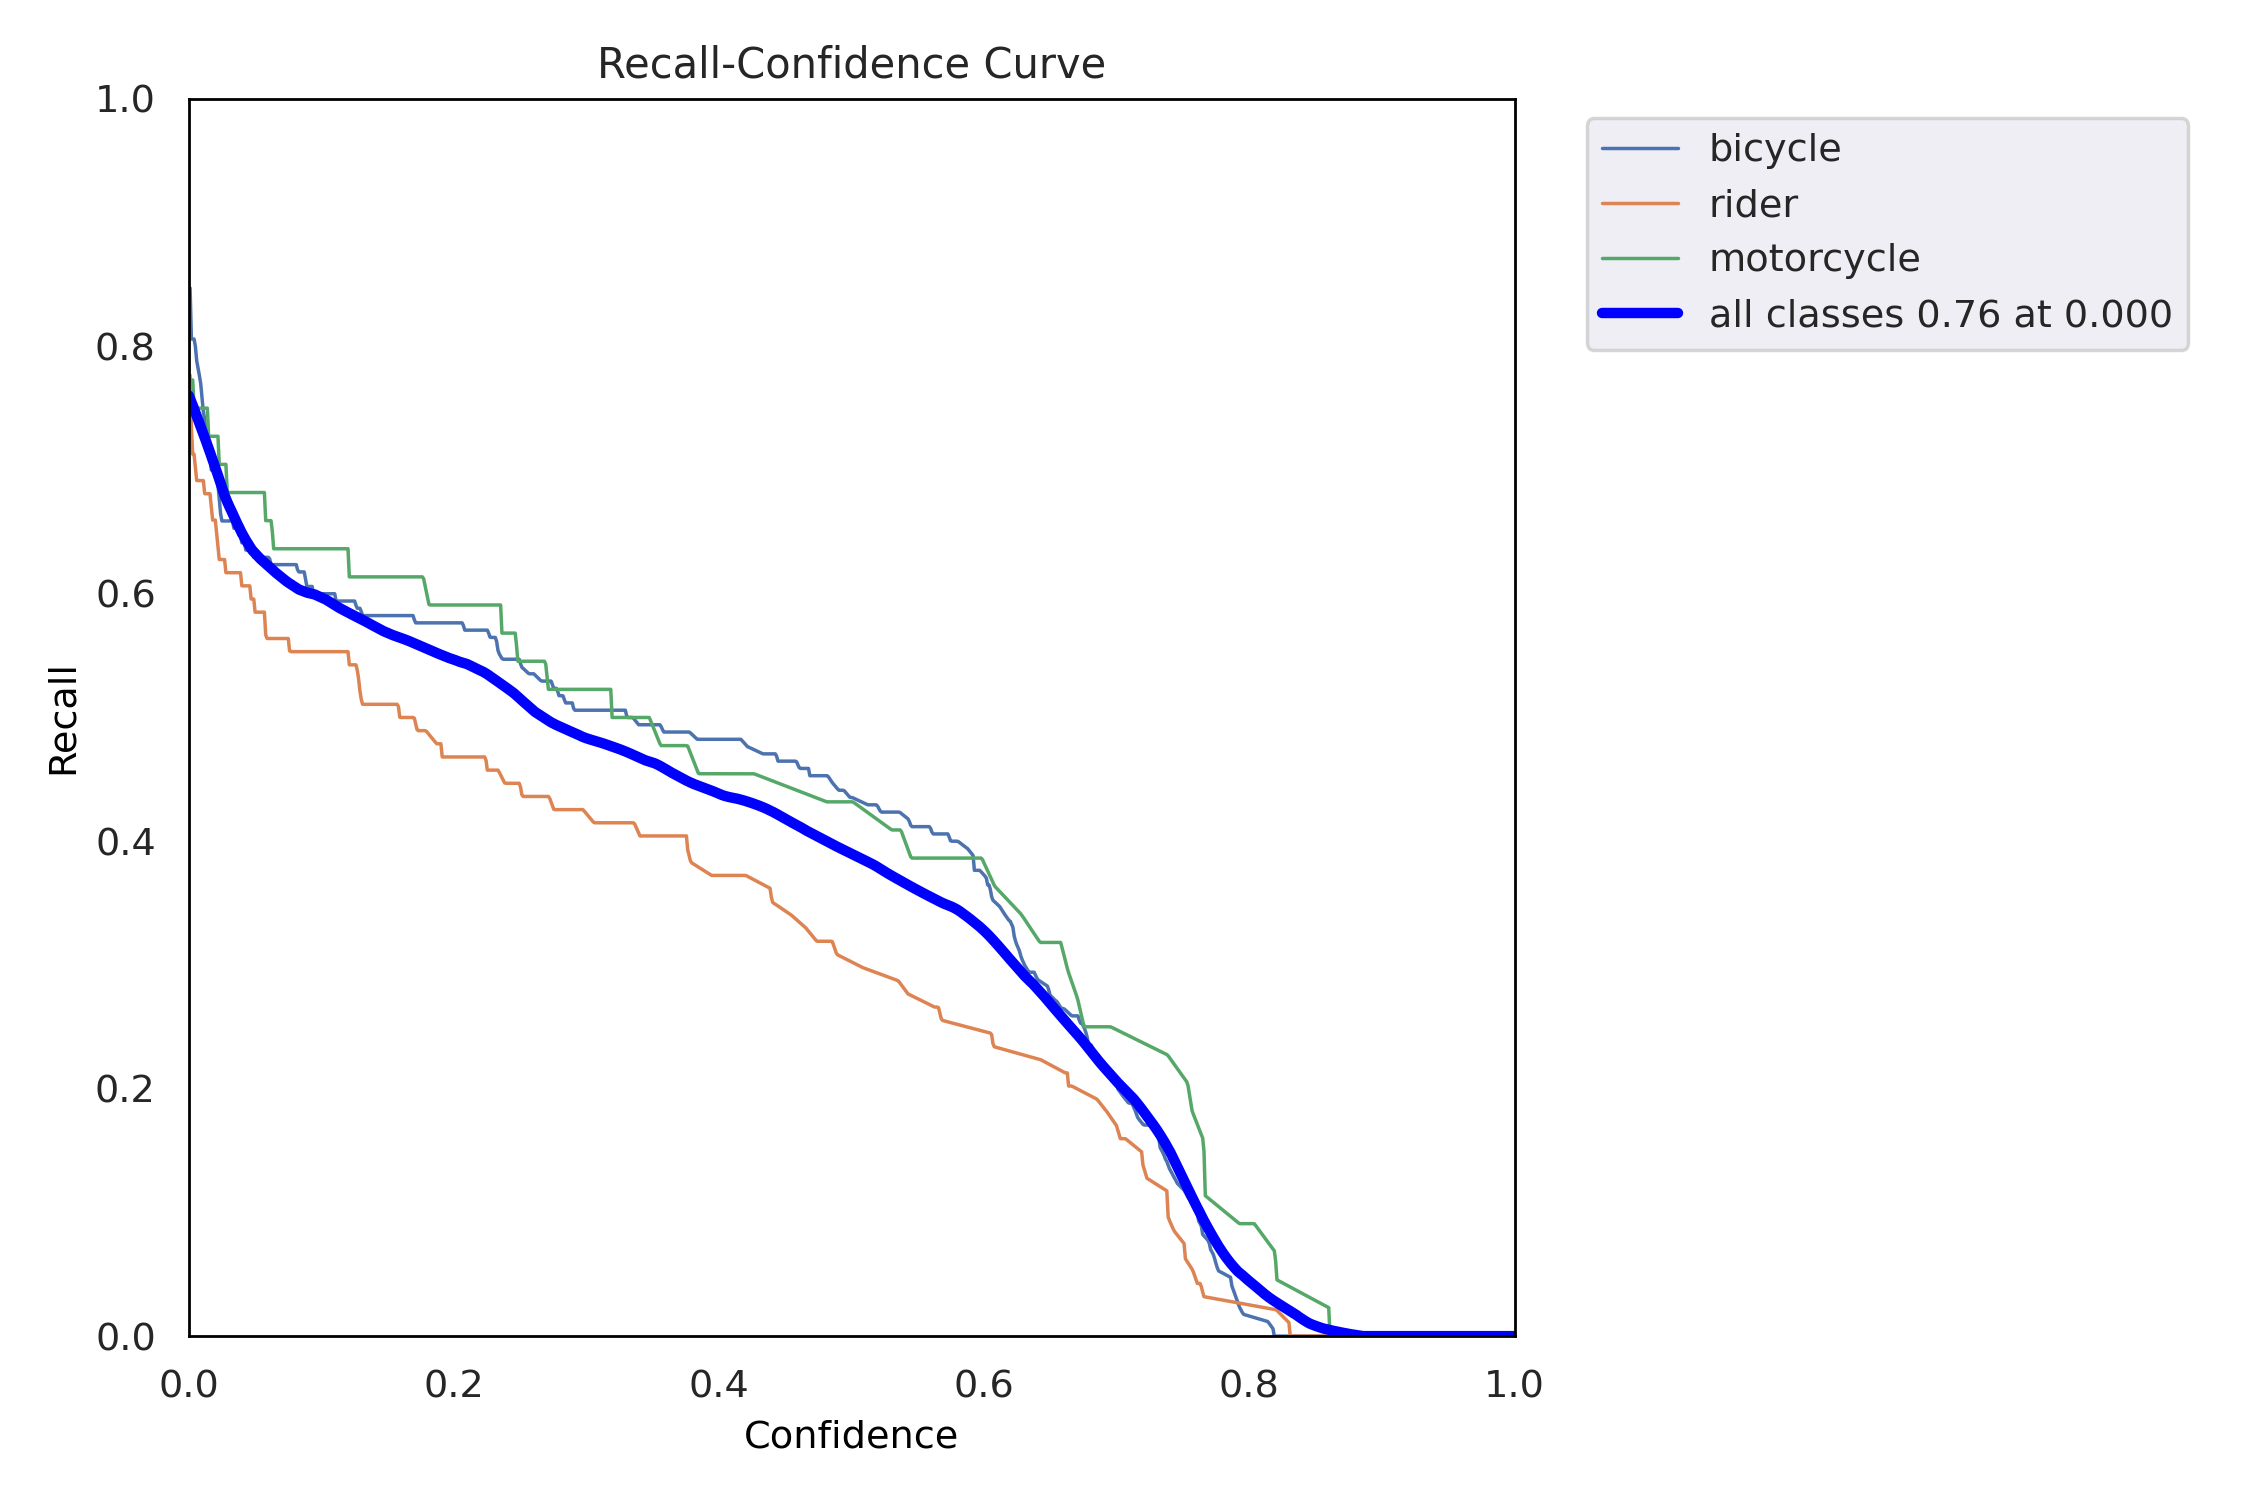 Recall-Confidence Curve
1.0
0.8
0.6
0.4
0.2
0.0
Recall
0.0 0.2 0.4 0.6 0.8 1.0
Confidence
bicycle
rider
motorcycle
all classes 0.76 at 0.000